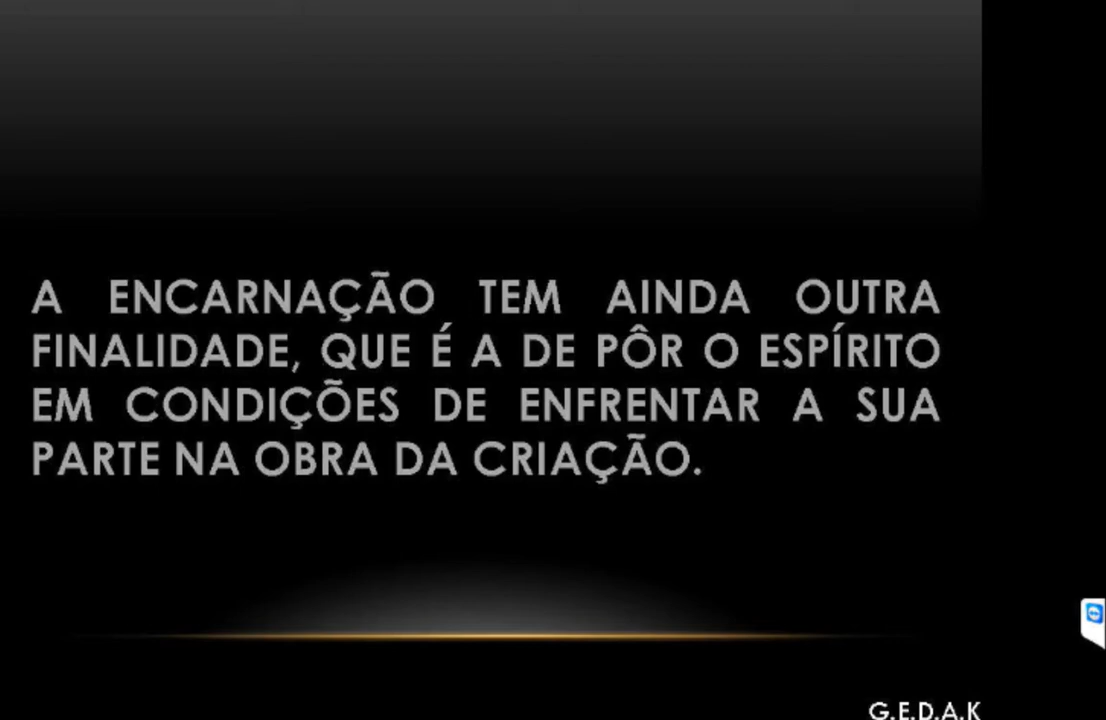 A ENCARNAÇÃO TEM AINDA OUTRA
FINALIDADE, QUE É A DE PÔR O ESPÍRITO
EM CONDIÇÕES DE ENFRENTAR A SUA
PARTE NA OBRA DA CRIAÇÃO.
G.E.D.A.K